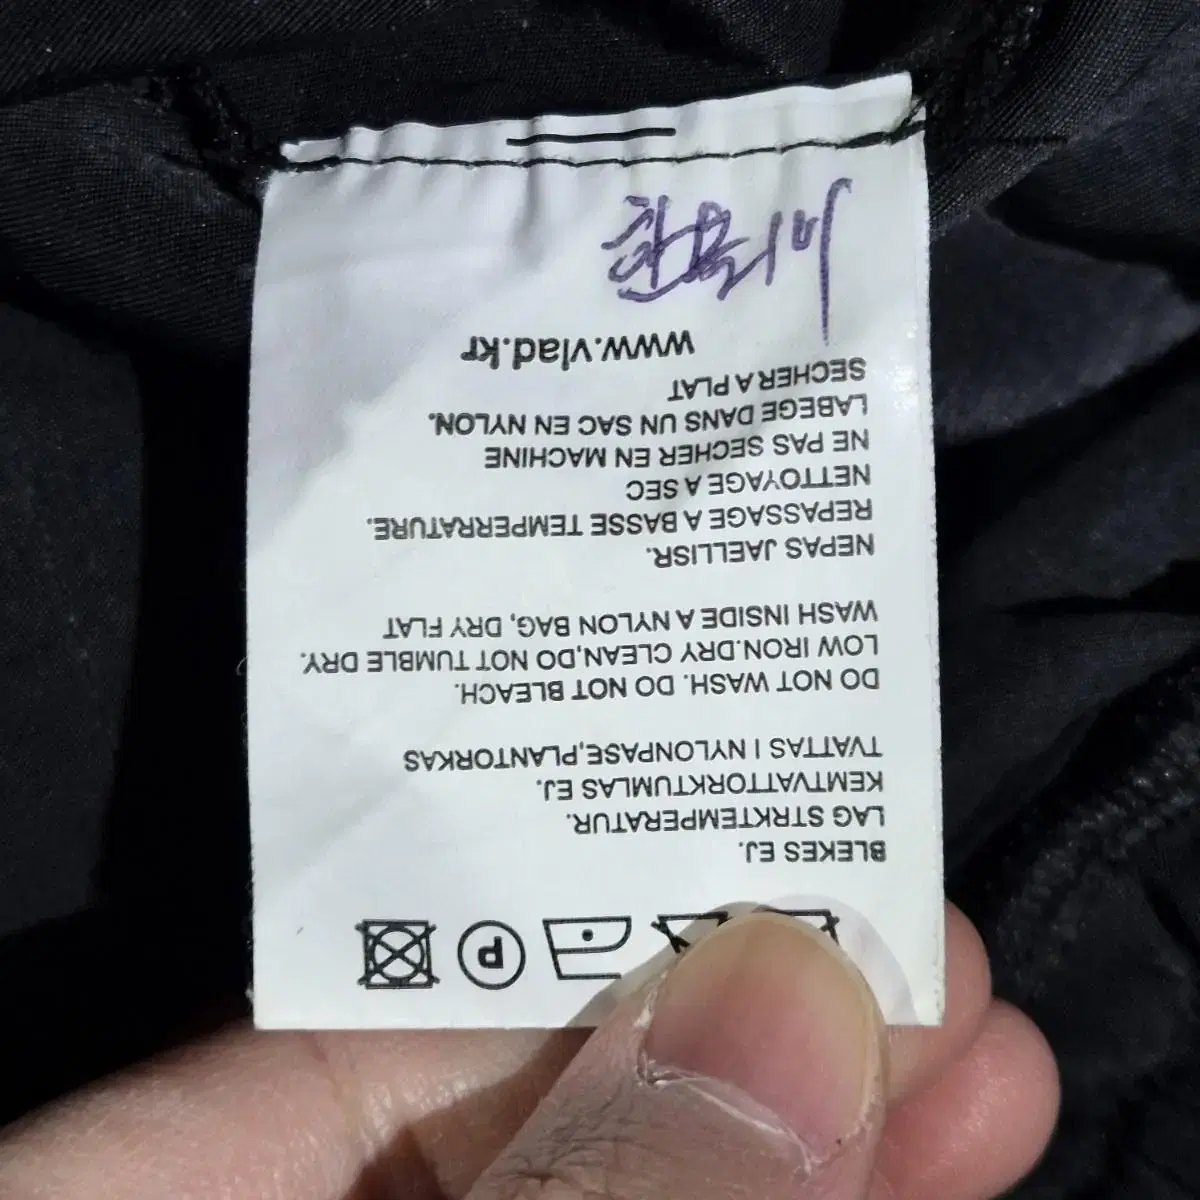 BLEKES EJ.
LAG STRKTEMPERATUR.
KEMTVATTORKTUMLAS EJ.
TVATTAS I NYLONPASE,PLANTORKAS
DO NOT WASH. DO NOT BLEACH.
LOW IRON.DRY CLEAN,DO NOT TUMBLE DRY.
WASH INSIDE A NYLON BAG, DRY FLAT
NEPAS JAELLISR.
REPASSAGE A BASSE TEMPERRATURE.
NETTOYAGE A SEC
NE PAS SECHER EN MACHINE
LABEGE DANS UN SAC EN NYLON.
SECHER A PLAT
www.vlad.kr